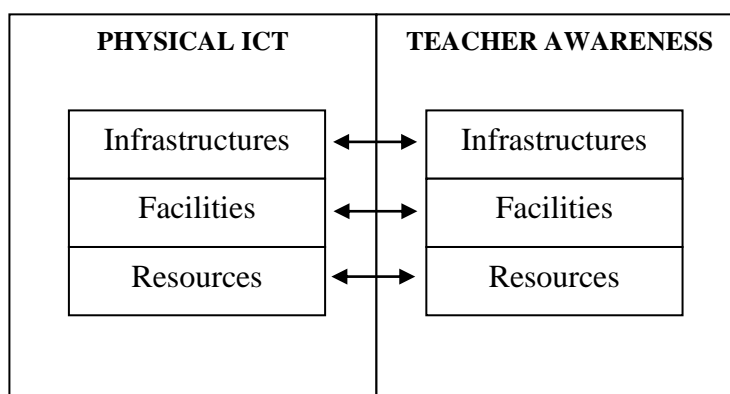 PHYSICAL ICT
TEACHER AWARENESS
Infrastructures
Infrastructures
Facilities
Facilities
Resources
Resources